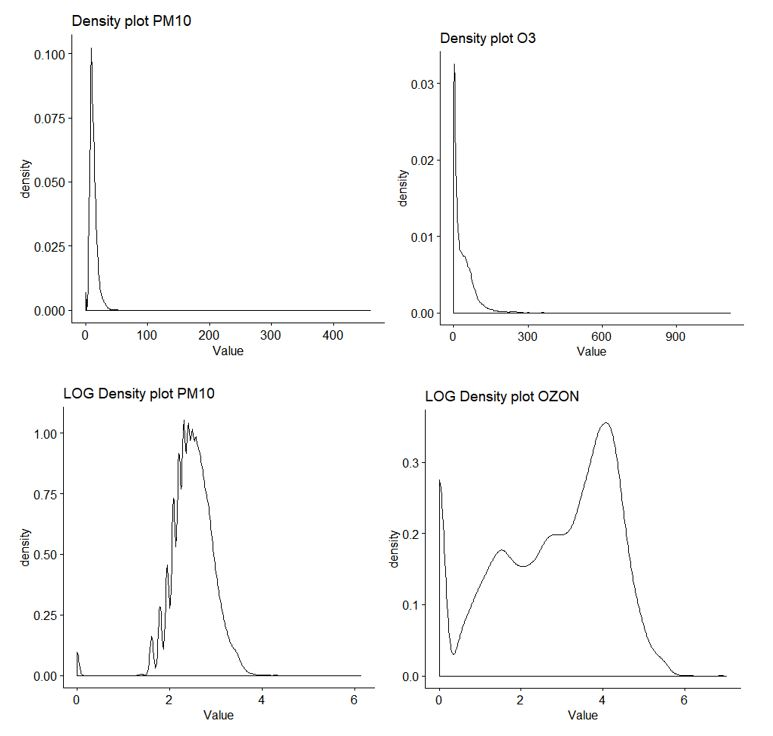 Density plot PM10
0.100
0.075
0.050
0.025
0.000
density
0 100 200 300 400
Value
Density plot O3
0.03
0.02
0.01
0.00
density
0 300 600 900
Value
LOG Density plot PM10
1.00
0.75
0.50
0.25
0.00
density
0 2 4 6
Value
LOG Density plot OZON
0.3
0.2
0.1
0.0
density
0 2 4 6
Value